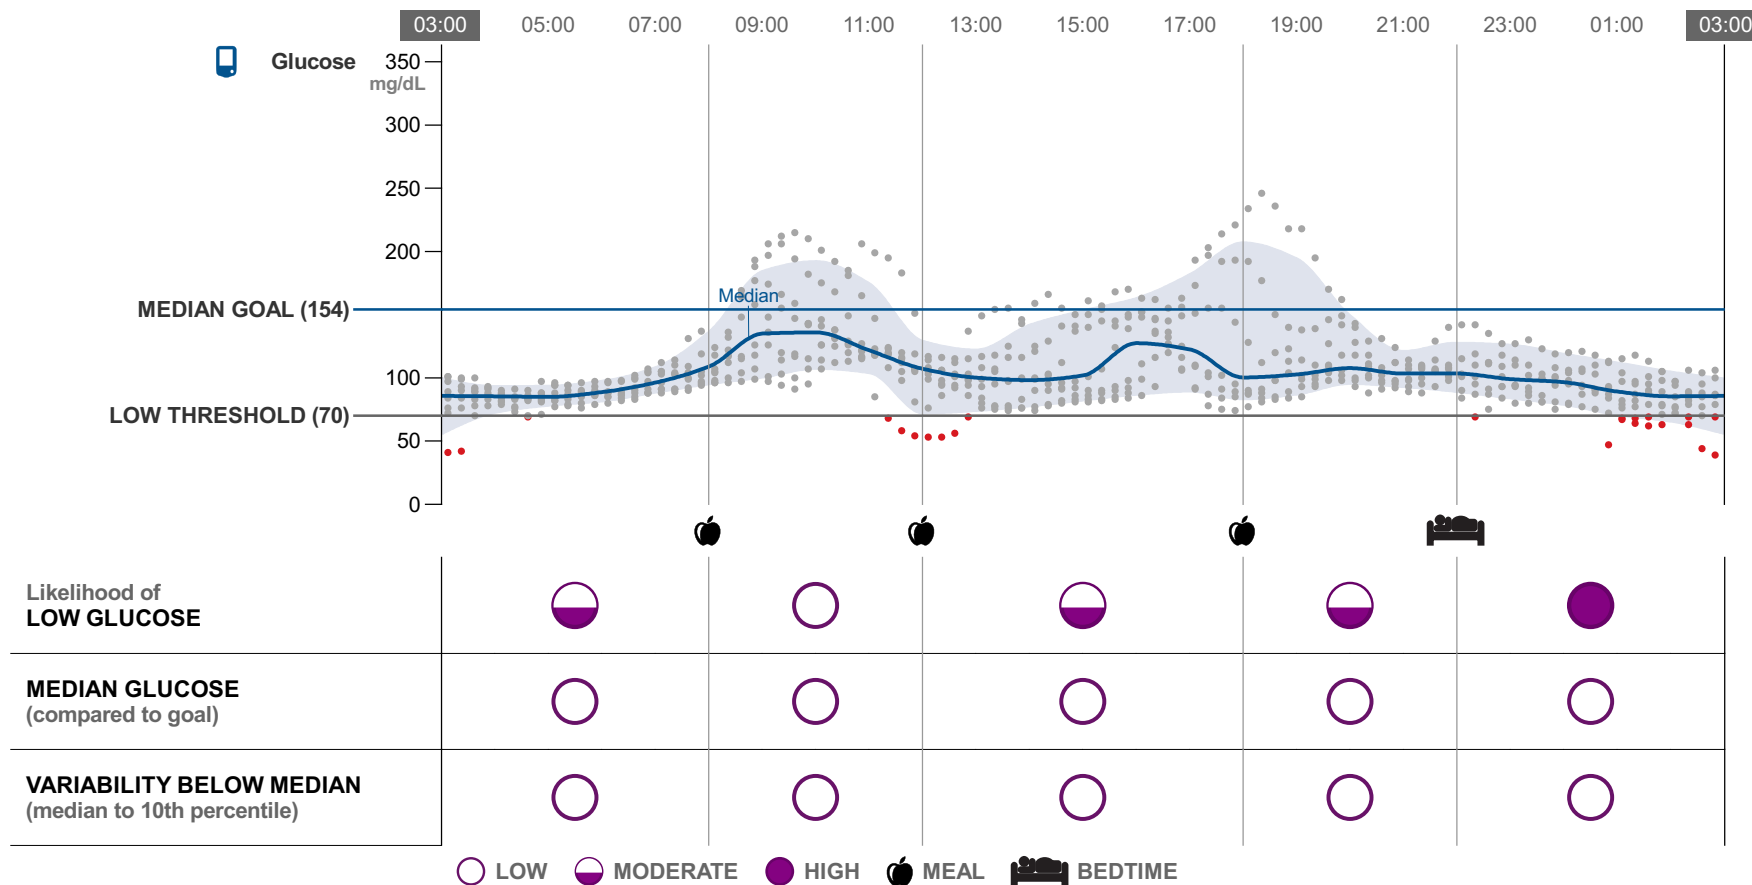 03:00 05:00 07:00 09:00 11:00 13:00 15:00 17:00 19:00 21:00 23:00 01:00 03:00
Glucose 350
mg/dL
300
250
200
Median
MEDIAN GOAL (154)
100
LOW THRESHOLD (70)
50
0
Likelihood of
LOW GLUCOSE
MEDIAN GLUCOSE
(compared to goal)
VARIABILITY BELOW MEDIAN
(median to 10th percentile)
LOW MODERATE HIGH MEAL BEDTIME